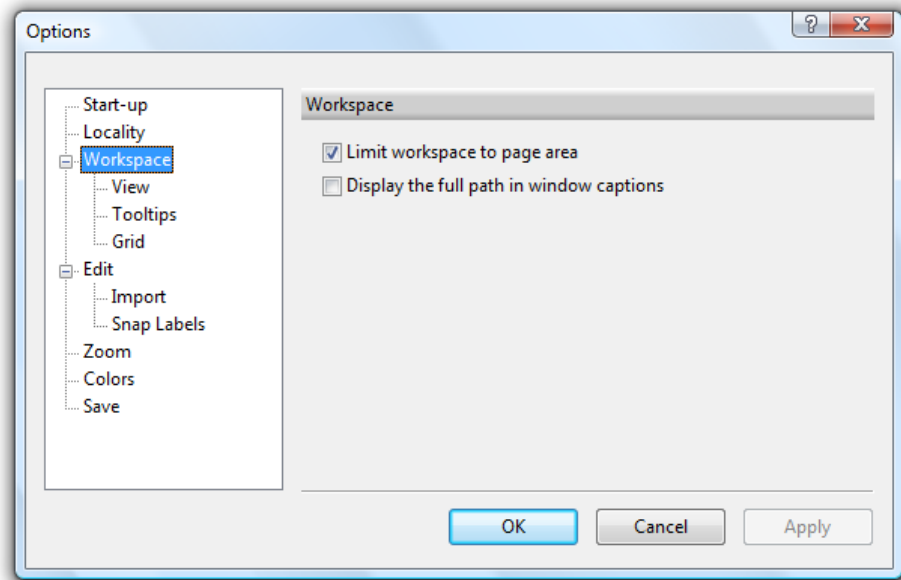 Options
Start-up
Locality
Workspace
View
Tooltips
Grid
Edit
Import
Snap Labels
Zoom
Colors
Save
Workspace
Limit workspace to page area
Display the full path in window captions
OK
Cancel
Apply